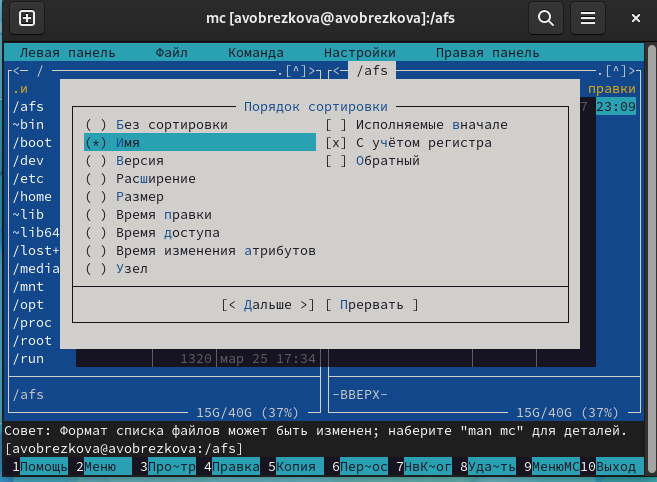 mc [avobrezkova@avobrezkova]:/afs
Левая панель Файл Команда Настройки Правая панель
<— / .[^]> <— /afs .[^]>
.и правки
/afs 7 23:09
~bin
/boot
/dev
/etc
/home
~lib
~lib64
/lost+
/media
/mnt
/opt
/proc
/root
/run 1320 мар 25 17:34
Порядок сортировки
( ) Без сортировки [ ] Исполняемые вначале
(*) Имя [x] С учётом регистра
( ) Версия [ ] Обратный
( ) Расширение
( ) Размер
( ) Время правки
( ) Время доступа
( ) Время изменения атрибутов
( ) Узел
[< Дальше >] [ Прервать ]
/afs -ВВЕРХ-
15G/40G (37%) 15G/40G (37%)
Совет: Формат списка файлов может быть изменен; наберите "man mc" для деталей.
[avobrezkova@avobrezkova:/afs]
1Помощь 2Меню 3Про~тр 4Правка 5Копия 6Пер~ос 7НвК~ог 8Уда~ть 9МенюMC 10Выход